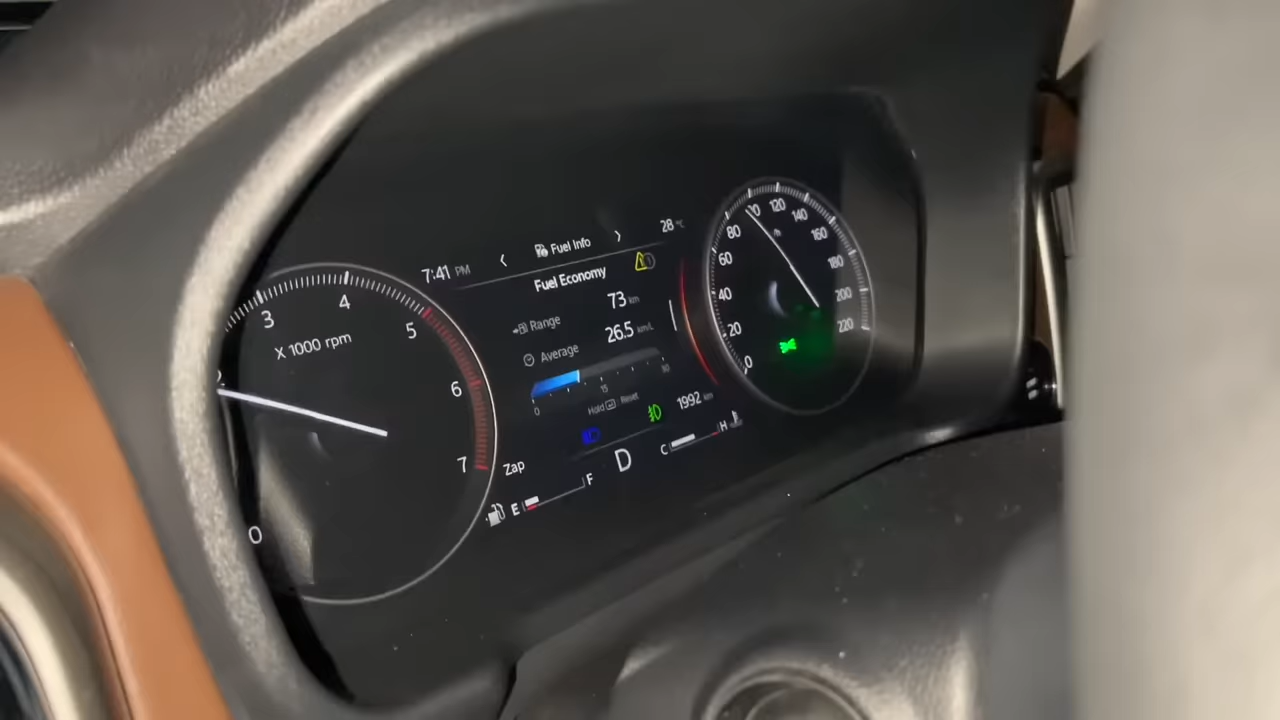 7:41 PM
Fuel Info
28 °C
Fuel Economy
Range
73 km
Average
26.5 km/L
0 15 30
Hold Reset
1992 km
Zap
D
E F
C H
X 1000 rpm
0
2
3
4
5
6
7
0
20
40
60
80
120
140
160
180
200
220